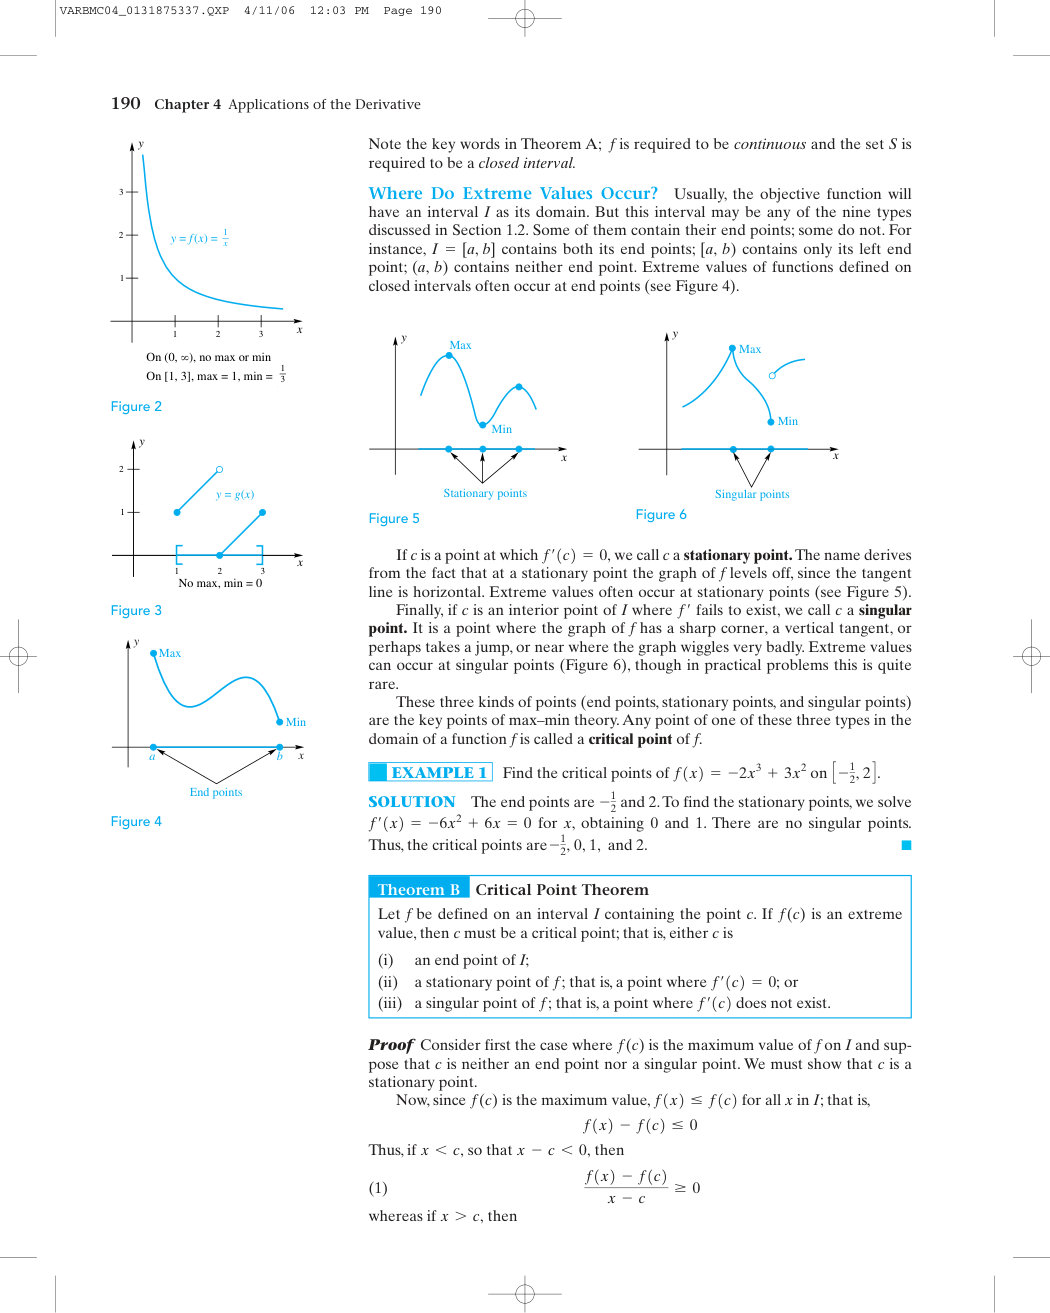 VARBMC04_0131875337.QXP 4/11/06 12:03 PM Page 190
190 Chapter 4 Applications of the Derivative
y
3
2
1
y = f(x) = 1/x
1 2 3 x
On (0, ∞), no max or min
On [1, 3], max = 1, min = 1/3
Figure 2
y
2
1
y = g(x)
1 2 3 x
No max, min = 0
Figure 3
y
Max
Min
a b x
End points
Figure 4
Note the key words in Theorem A; f is required to be continuous and the set S is
required to be a closed interval.
Where Do Extreme Values Occur? Usually, the objective function will
have an interval I as its domain. But this interval may be any of the nine types
discussed in Section 1.2. Some of them contain their end points; some do not. For
instance, I = [a, b] contains both its end points; [a, b) contains only its left end
point; (a, b) contains neither end point. Extreme values of functions defined on
closed intervals often occur at end points (see Figure 4).
y
Max
Min
x
Stationary points
Figure 5
y
Max
Min
x
Singular points
Figure 6
If c is a point at which f′(c) = 0, we call c a stationary point. The name derives
from the fact that at a stationary point the graph of f levels off, since the tangent
line is horizontal. Extreme values often occur at stationary points (see Figure 5).
Finally, if c is an interior point of I where f′ fails to exist, we call c a singular
point. It is a point where the graph of f has a sharp corner, a vertical tangent, or
perhaps takes a jump, or near where the graph wiggles very badly. Extreme values
can occur at singular points (Figure 6), though in practical problems this is quite
rare.
These three kinds of points (end points, stationary points, and singular points)
are the key points of max–min theory. Any point of one of these three types in the
domain of a function f is called a critical point of f.
EXAMPLE 1 Find the critical points of f(x) = −2x³ + 3x² on [−1/2, 2].
SOLUTION The end points are −1/2 and 2. To find the stationary points, we solve
f′(x) = −6x² + 6x = 0 for x, obtaining 0 and 1. There are no singular points.
Thus, the critical points are −1/2, 0, 1, and 2.
Theorem B Critical Point Theorem
Let f be defined on an interval I containing the point c. If f(c) is an extreme
value, then c must be a critical point; that is, either c is
(i) an end point of I;
(ii) a stationary point of f; that is, a point where f′(c) = 0; or
(iii) a singular point of f; that is, a point where f′(c) does not exist.
Proof Consider first the case where f(c) is the maximum value of f on I and sup-
pose that c is neither an end point nor a singular point. We must show that c is a
stationary point.
Now, since f(c) is the maximum value, f(x) ≤ f(c) for all x in I; that is,
f(x) − f(c) ≤ 0
Thus, if x < c, so that x − c < 0, then
(1) (f(x) − f(c))/(x − c) ≥ 0
whereas if x > c, then